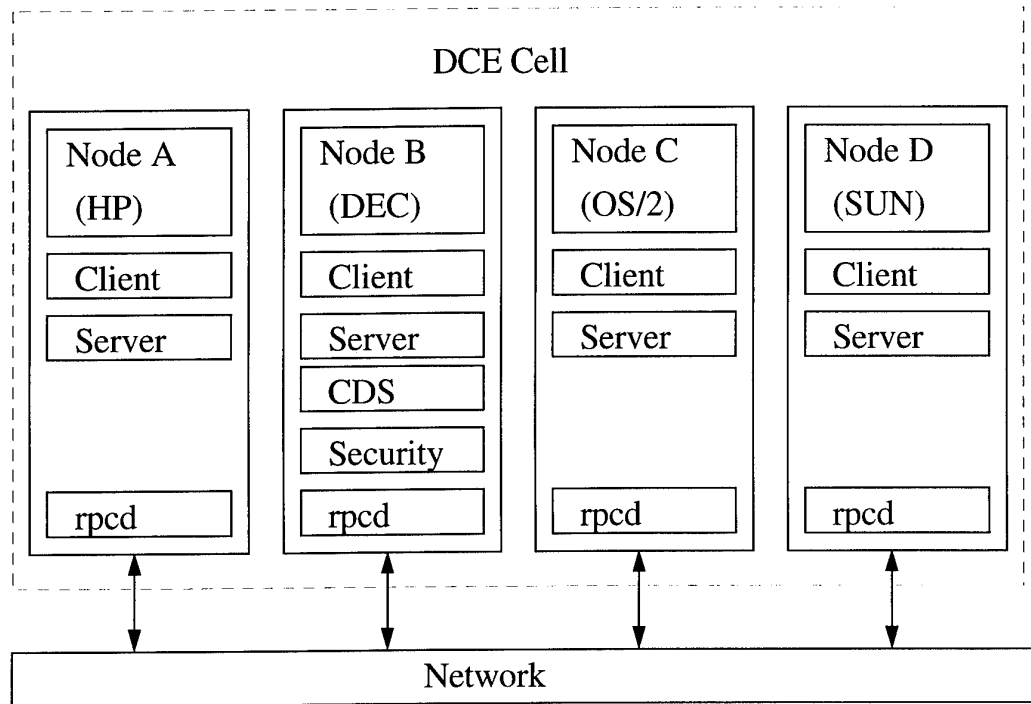 DCE Cell
Node A
(HP)
Client
Server
rpcd
Node B
(DEC)
Client
Server
CDS
Security
rpcd
Node C
(OS/2)
Client
Server
rpcd
Node D
(SUN)
Client
Server
rpcd
Network